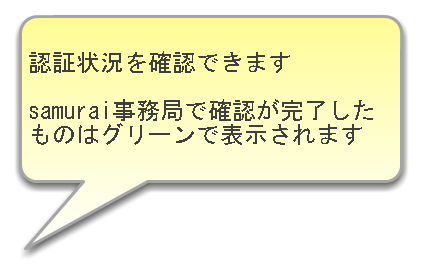 認証状況を確認できます
samurai事務局で確認が完了した
ものはグリーンで表示されます